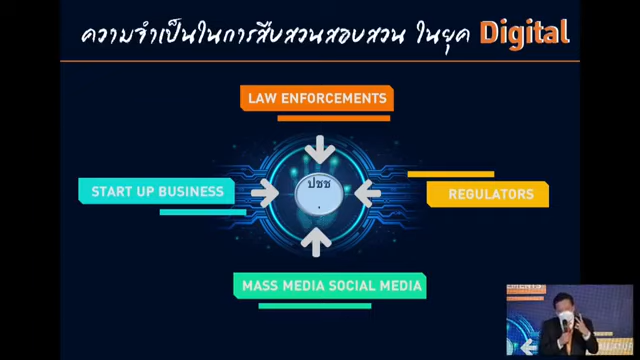 ความจำเป็นในการสืบสวนสอบสวน ในยุค Digital
LAW ENFORCEMENTS
ปชช
.
START UP BUSINESS
REGULATORS
MASS MEDIA SOCIAL MEDIA